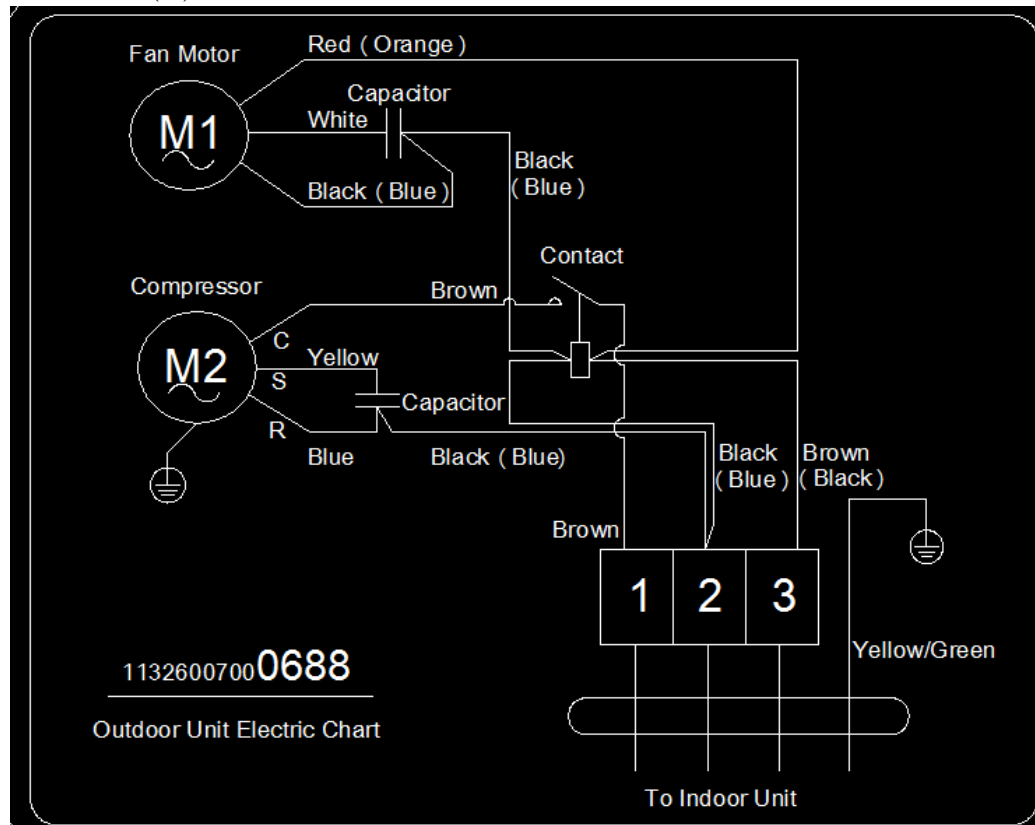 Red ( Orange )
Fan Motor
Capacitor
M1
White
Black
( Blue )
Black ( Blue )
Contact
Compressor
Brown
C
Yellow
M2
S
Capacitor
R
Blue
Black ( Blue)
Black
( Blue )
Brown
( Black )
Brown
1 2 3
Yellow/Green
11326007000688
Outdoor Unit Electric Chart
To Indoor Unit